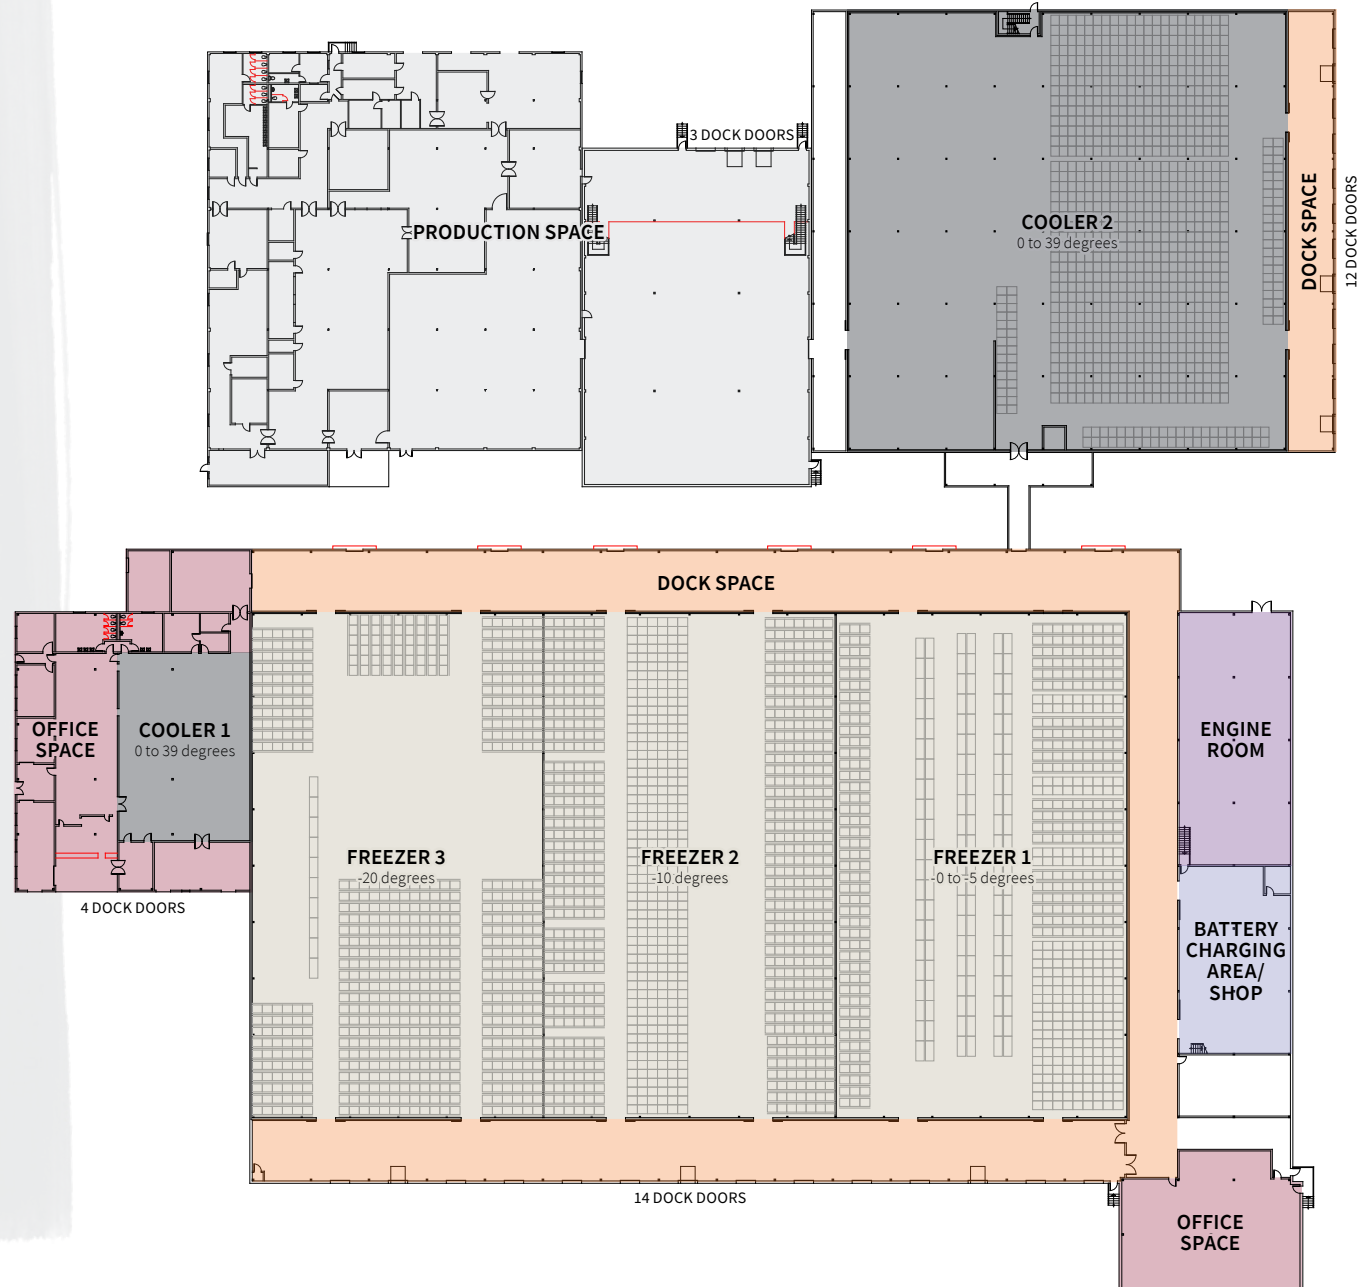 3 DOCK DOORS
PRODUCTION SPACE
COOLER 2
0 to 39 degrees
DOCK SPACE
12 DOCK DOORS
DOCK SPACE
OFFICE
SPACE
COOLER 1
0 to 39 degrees
4 DOCK DOORS
FREEZER 3
-20 degrees
FREEZER 2
-10 degrees
FREEZER 1
-0 to -5 degrees
ENGINE
ROOM
BATTERY
CHARGING
AREA/
SHOP
14 DOCK DOORS
OFFICE
SPACE